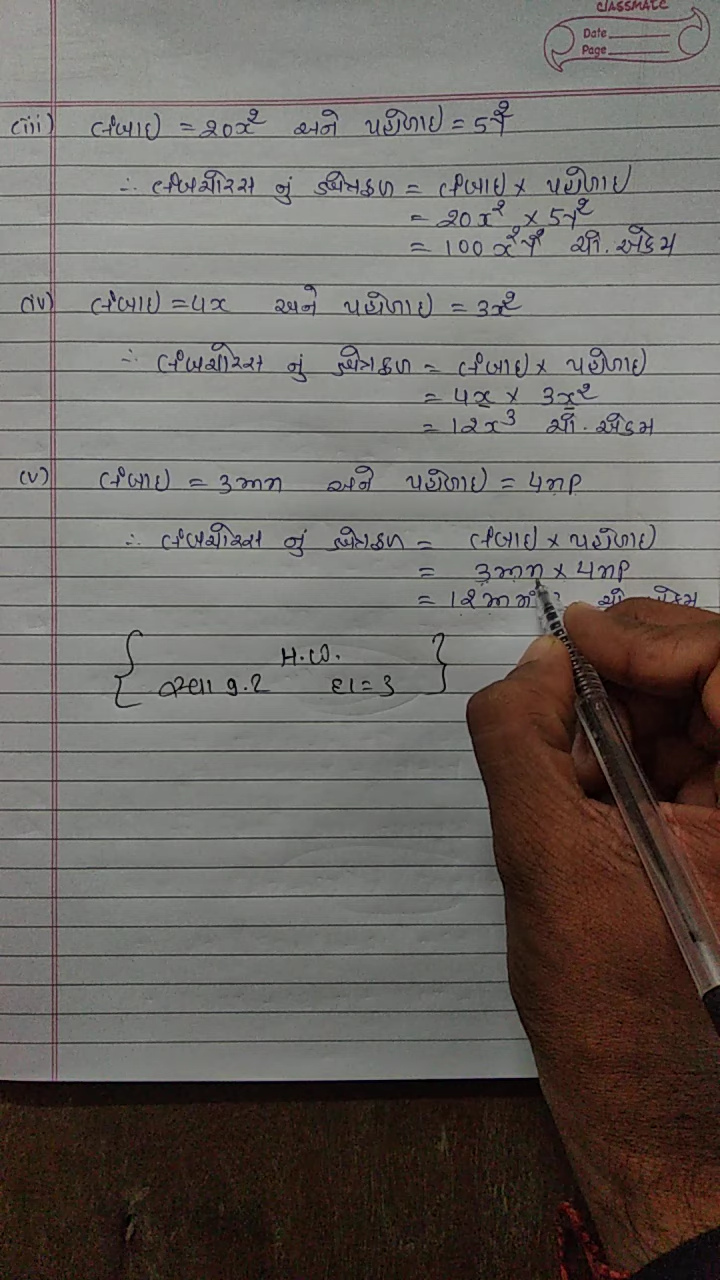 CLASSMATE
Date
Page
(iii) લંબાઇ = 20x² અને પહોળાઇ = 5y²
∴ લંબચોરસ નું ક્ષેત્રફળ = લંબાઇ × પહોળાઇ
= 20x² × 5y²
= 100x²y² ચો. એકમ
(iv) લંબાઇ = 4x અને પહોળાઇ = 3x²
∴ લંબચોરસ નું ક્ષેત્રફળ = લંબાઇ × પહોળાઇ
= 4x × 3x²
= 12x³ ચો. એકમ
(v) લંબાઇ = 3mn અને પહોળાઇ = 4np
∴ લંબચોરસ નું ક્ષેત્રફળ = લંબાઇ × પહોળાઇ
= 3mn × 4np
= 12mn ચો એકમ
{ H.W. }
સ્વા ૭.2 દા = 3